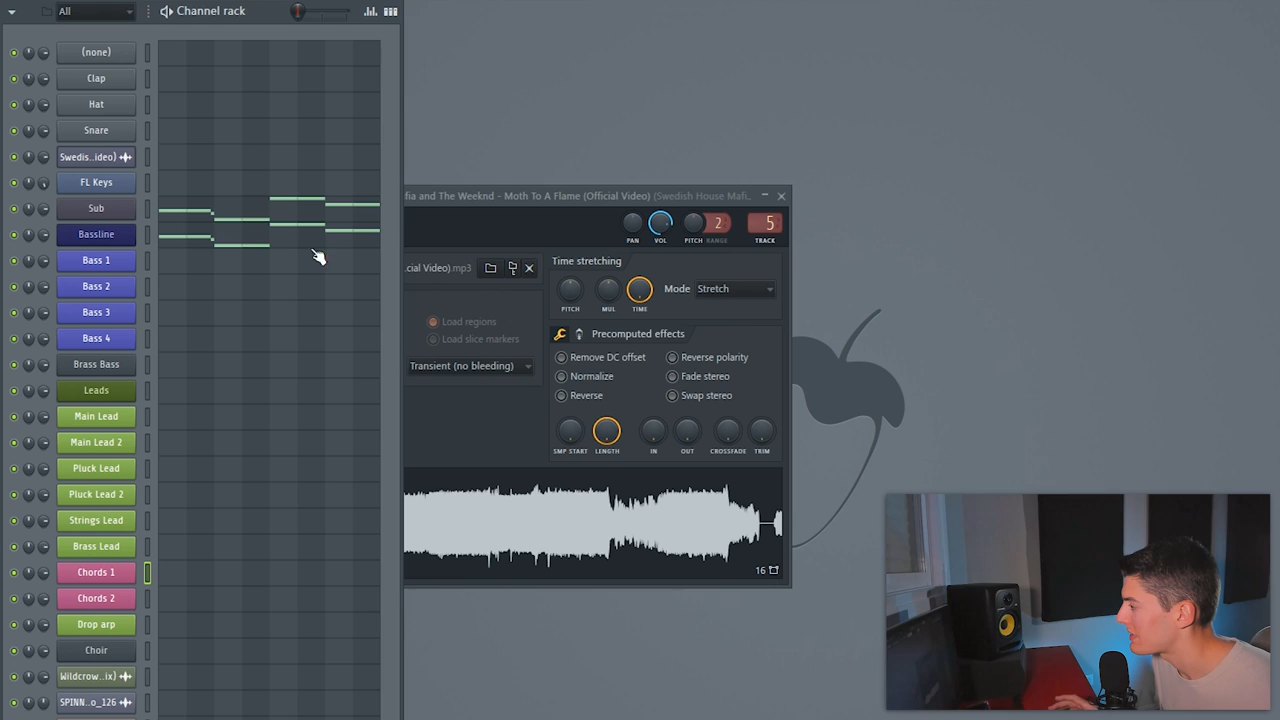 All
Channel rack
(none)
Clap
Hat
Snare
Swedis..ideo)
FL Keys
Sub
Bassline
Bass 1
Bass 2
Bass 3
Bass 4
Brass Bass
Leads
Main Lead
Main Lead 2
Pluck Lead
Pluck Lead 2
Strings Lead
Brass Lead
Chords 1
Chords 2
Drop arp
Choir
Wildcrow..ix)
SPINN..o_126
fia and The Weeknd - Moth To A Flame (Official Video) (Swedish House Mafi..
2
5
PAN VOL PITCH RANGE TRACK
.cial Video).mp3
Load regions
Load slice markers
Transient (no bleeding)
Time stretching
Mode Stretch
PITCH MUL TIME
Precomputed effects
Remove DC offset Reverse polarity
Normalize Fade stereo
Reverse Swap stereo
SMP START LENGTH IN OUT CROSSFADE TRIM
16